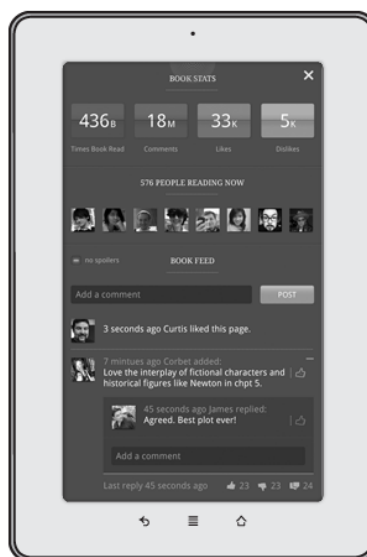 BOOK STATS
436B 18M 33K 5K
Times Book Read Comments Likes Dislikes
576 PEOPLE READING NOW
no spoilers BOOK FEED
Add a comment POST
3 seconds ago Curtis liked this page.
7 mintues ago Corbet added:
Love the interplay of fictional characters and
historical figures like Newton in chpt 5.
45 seconds ago James replied:
Agreed. Best plot ever!
Add a comment
Last reply 45 seconds ago 23 23 24